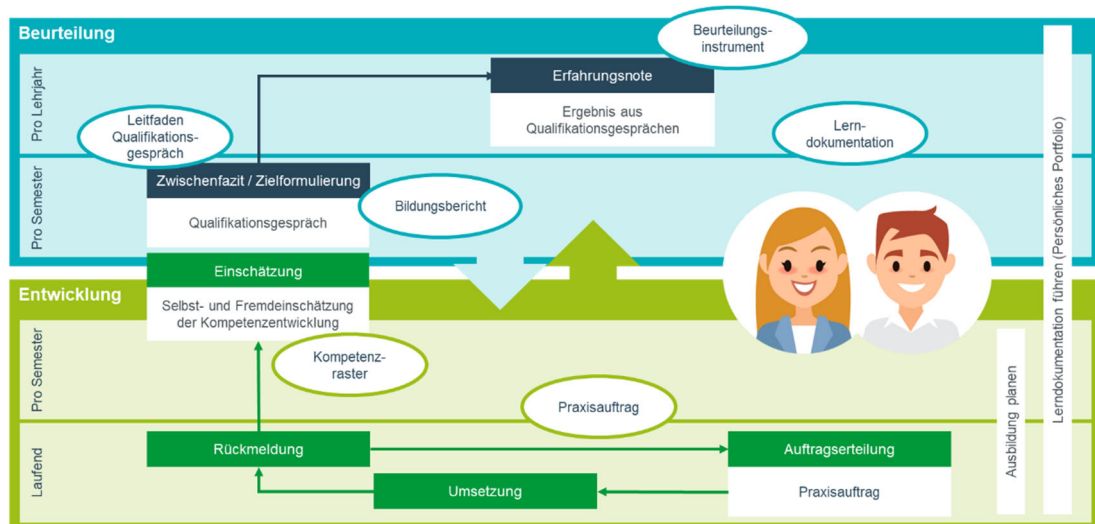 Beurteilung
Beurteilungs-
instrument
Pro Lehrjahr
Erfahrungsnote
Ergebnis aus
Qualifikationsgesprächen
Leitfaden
Qualifikations-
gespräch
Lern-
dokumentation
Pro Semester
Zwischenfazit / Zielformulierung
Qualifikationsgespräch
Bildungsbericht
Einschätzung
Selbst- und Fremdeinschätzung
der Kompetenzentwicklung
Entwicklung
Pro Semester
Kompetenz-
raster
Praxisauftrag
Laufend
Rückmeldung
Auftragserteilung
Praxisauftrag
Umsetzung
Ausbildung planen
Lerndokumentation führen (Persönliches Portfolio)